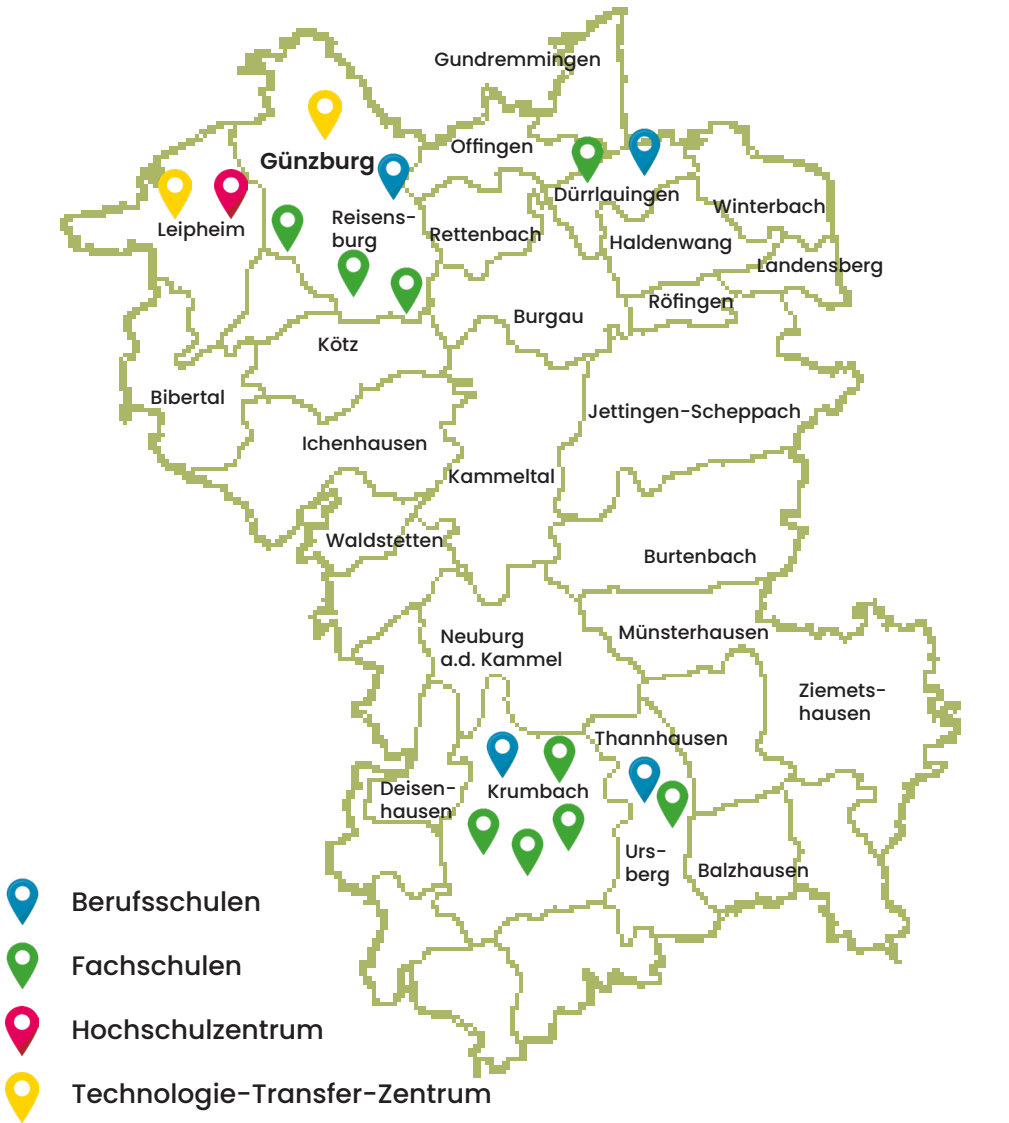 Gundremmingen
Offingen
Günzburg
Dürrlauingen
Winterbach
Leipheim
Reisens-
burg
Rettenbach
Haldenwang
Landensberg
Röfingen
Burgau
Kötz
Bibertal
Jettingen-Scheppach
Ichenhausen
Kammeltal
Waldstetten
Burtenbach
Neuburg
a.d. Kammel
Münsterhausen
Ziemets-
hausen
Thannhausen
Deisen-
hausen
Krumbach
Urs-
berg
Balzhausen
Berufsschulen
Fachschulen
Hochschulzentrum
Technologie-Transfer-Zentrum